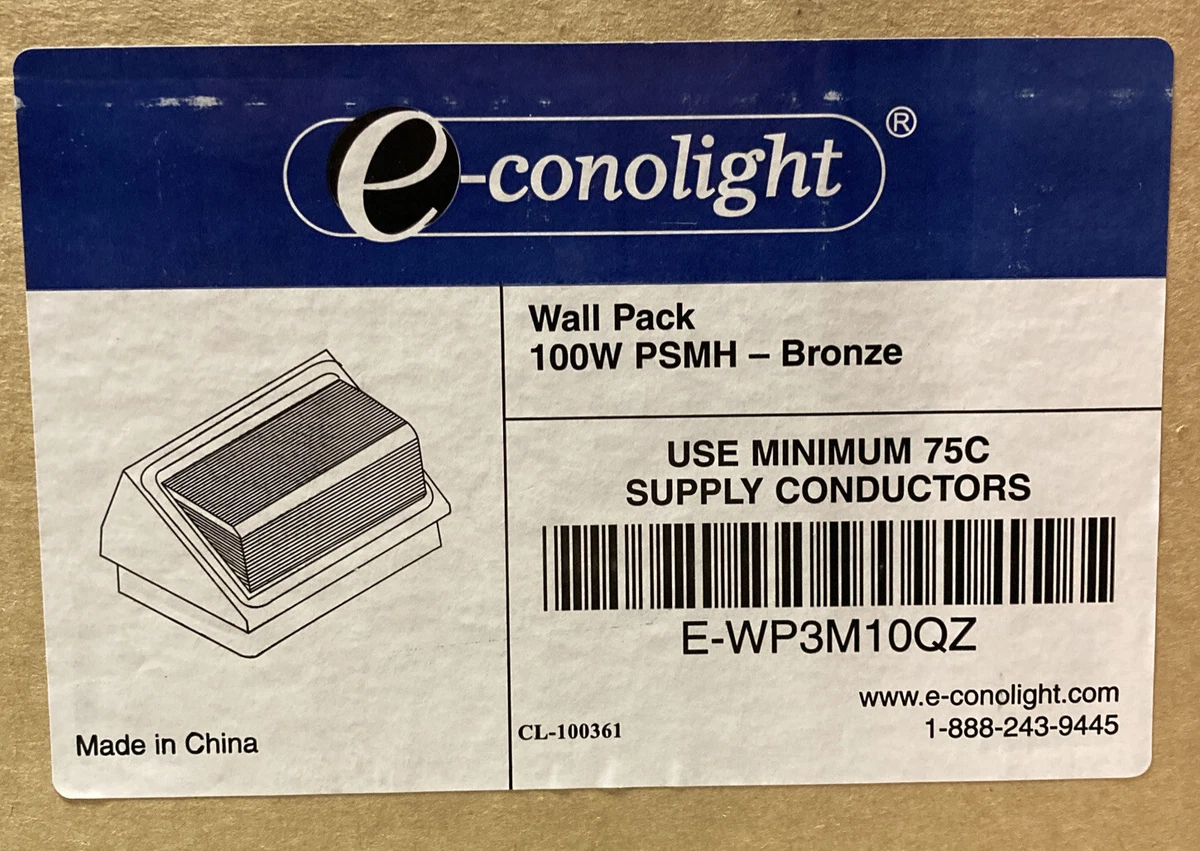 e-conolight®
Wall Pack
100W PSMH – Bronze
USE MINIMUM 75C
SUPPLY CONDUCTORS
E-WP3M10QZ
www.e-conolight.com
1-888-243-9445
CL-100361
Made in China